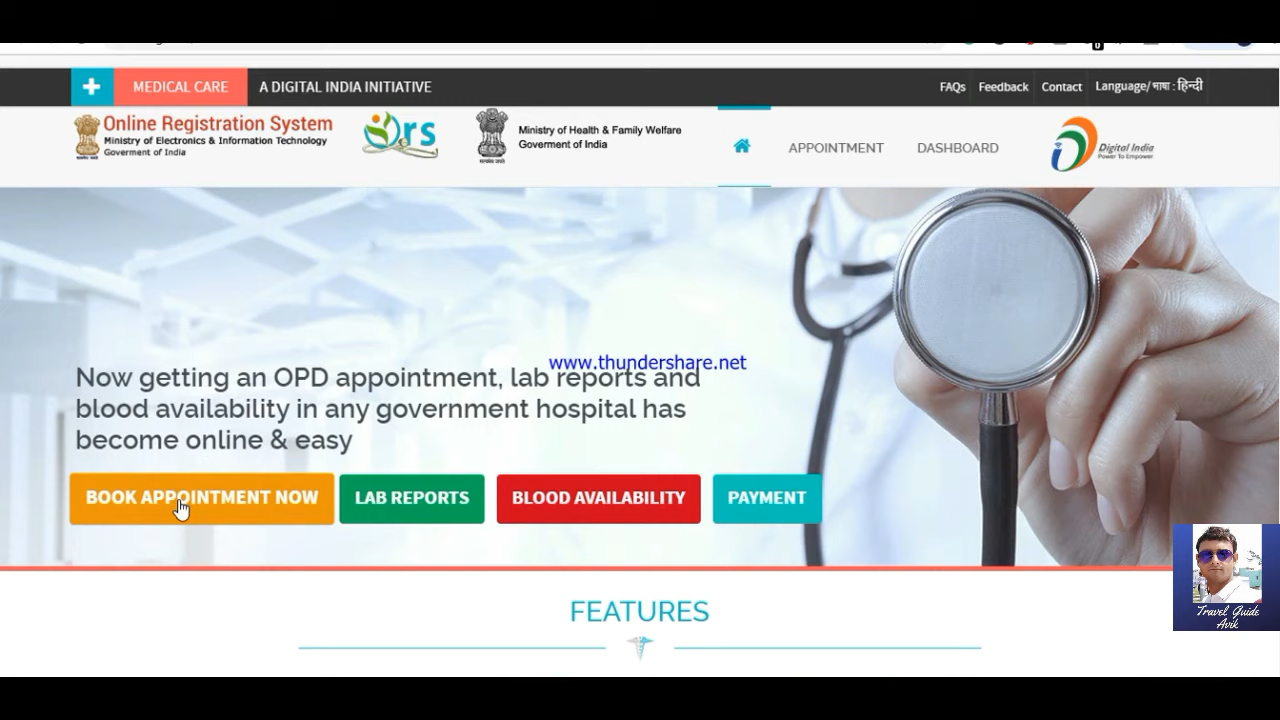 MEDICAL CARE
A DIGITAL INDIA INITIATIVE
FAQs
Feedback
Contact
Language/ भाषा : हिन्दी
Online Registration System
Ministry of Electronics & Information Technology
Goverment of India
Ors
Ministry of Health & Family Welfare
Goverment of India
APPOINTMENT
DASHBOARD
Digital India
Power To Empower
www.thundershare.net
Now getting an OPD appointment, lab reports and
blood availability in any government hospital has
become online & easy
BOOK APPOINTMENT NOW
LAB REPORTS
BLOOD AVAILABILITY
PAYMENT
Travel Guide
Avik
FEATURES